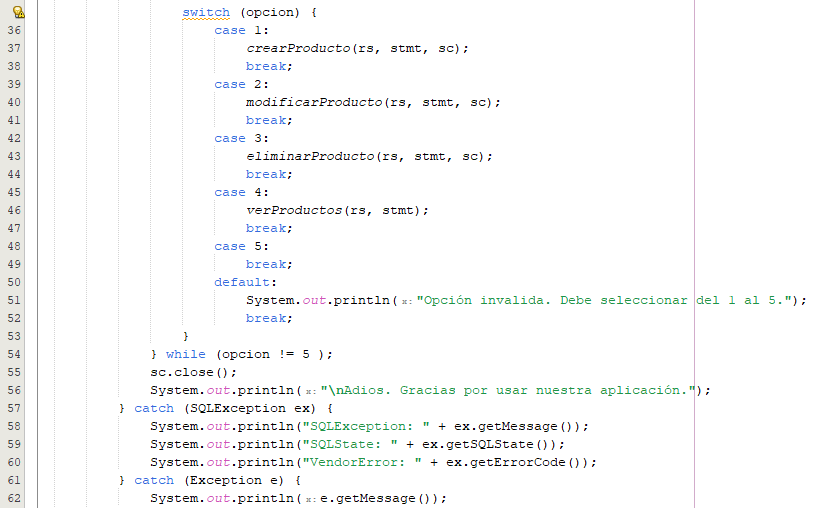 switch (opcion) {
36 case 1:
37 crearProducto(rs, stmt, sc);
38 break;
39 case 2:
40 modificarProducto(rs, stmt, sc);
41 break;
42 case 3:
43 eliminarProducto(rs, stmt, sc);
44 break;
45 case 4:
46 verProductos(rs, stmt);
47 break;
48 case 5:
49 break;
50 default:
51 System.out.println(x:"Opción invalida. Debe seleccionar del 1 al 5.");
52 break;
53 }
54 } while (opcion != 5 );
55 sc.close();
56 System.out.println(x:"\nAdios. Gracias por usar nuestra aplicación.");
57 } catch (SQLException ex) {
58 System.out.println("SQLException: " + ex.getMessage());
59 System.out.println("SQLState: " + ex.getSQLState());
60 System.out.println("VendorError: " + ex.getErrorCode());
61 } catch (Exception e) {
62 System.out.println(x:e.getMessage());